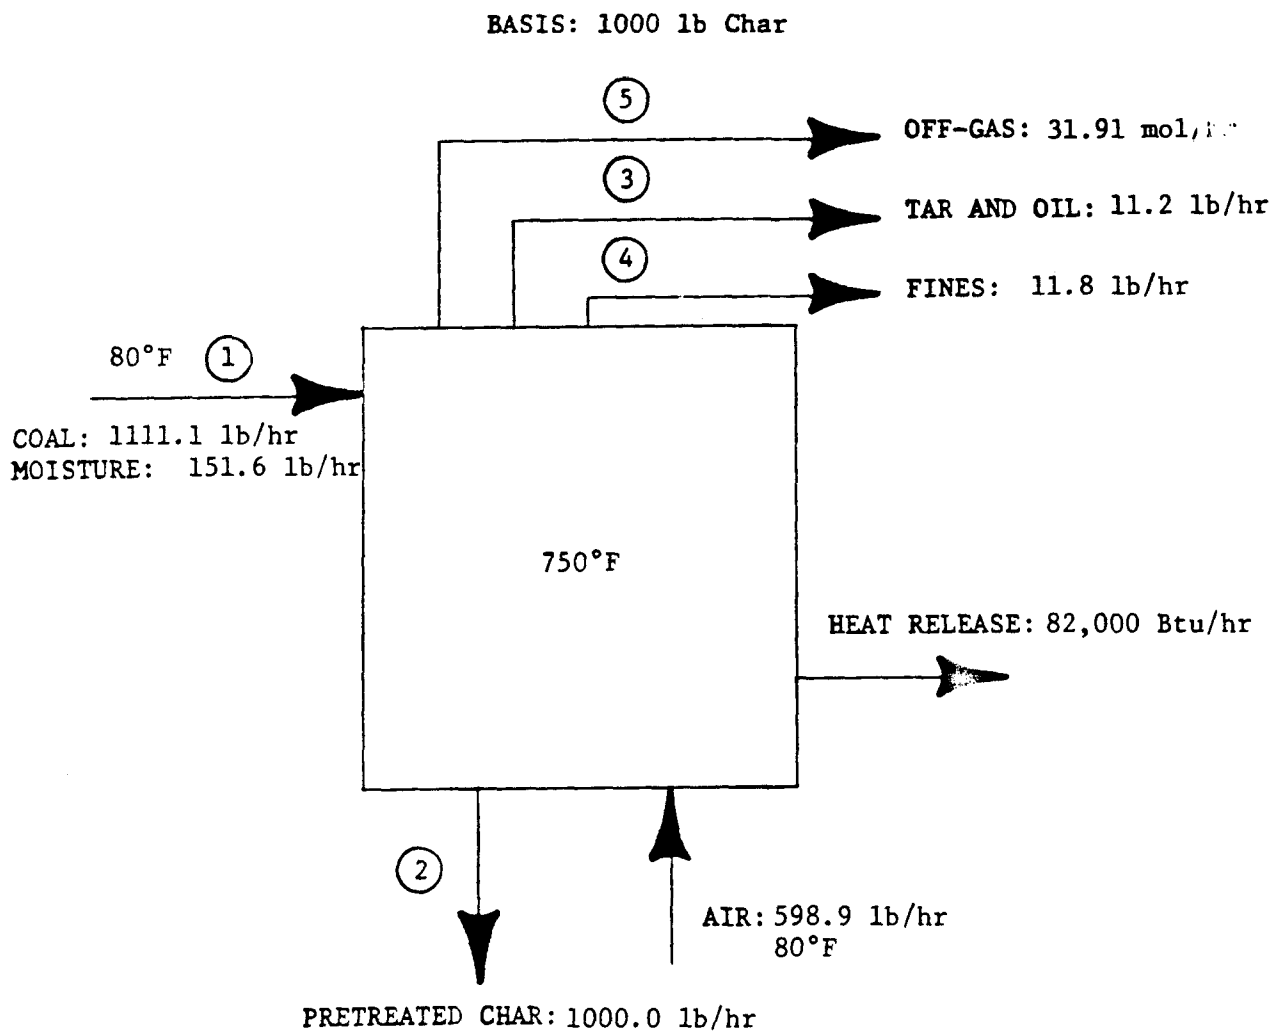 BASIS: 1000 lb Char
5
OFF-GAS: 31.91 mol/
3
TAR AND OIL: 11.2 lb/hr
4
FINES: 11.8 lb/hr
80°F 1
COAL: 1111.1 lb/hr
MOISTURE: 151.6 lb/hr
750°F
HEAT RELEASE: 82,000 Btu/hr
2
AIR: 598.9 lb/hr
80°F
PRETREATED CHAR: 1000.0 lb/hr